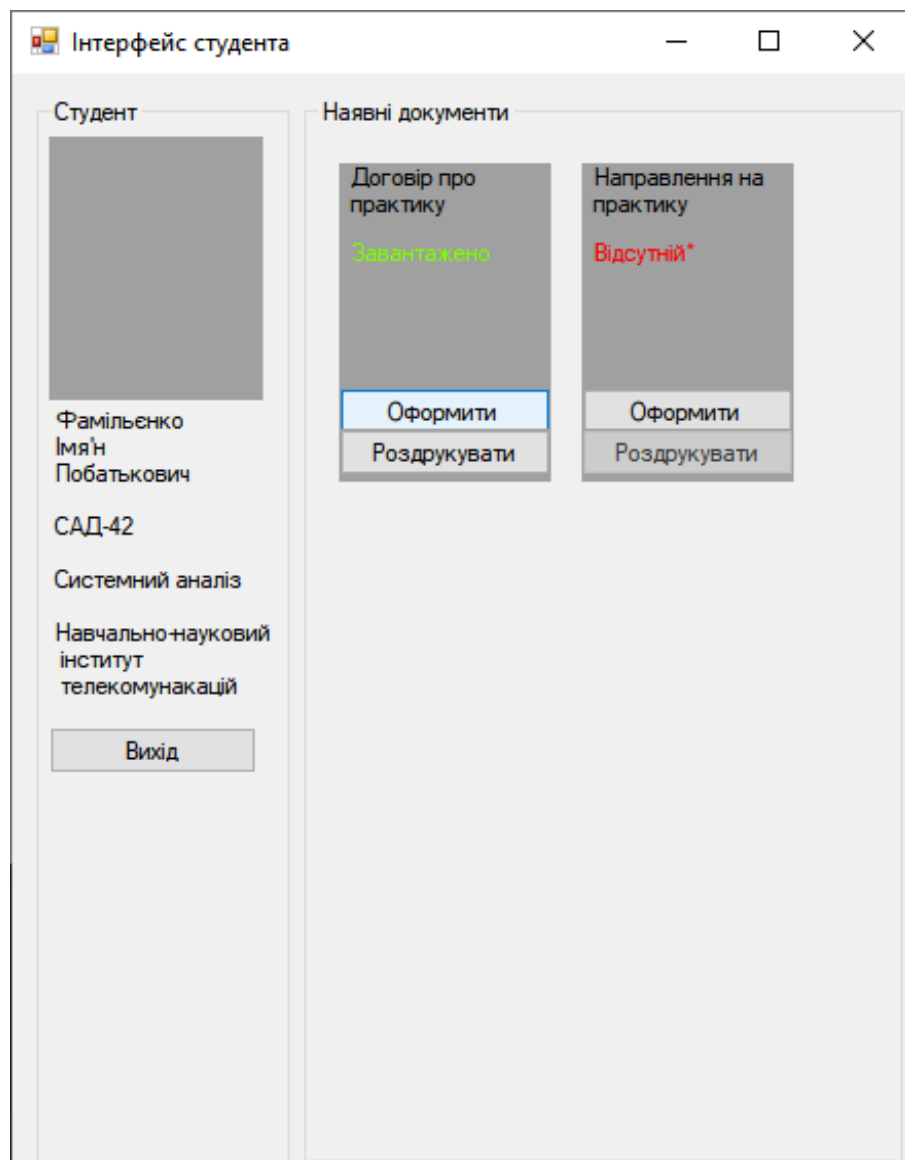 Інтерфейс студента
Студент
Фамільєнко
Імя'н
Побатькович
САД-42
Системний аналіз
Навчально-науковий
інститут
телекомунакацій
Вихід
Наявні документи
Договір про
практику
Завантажено
Оформити
Роздрукувати
Направлення на
практику
Відсутній*
Оформити
Роздрукувати